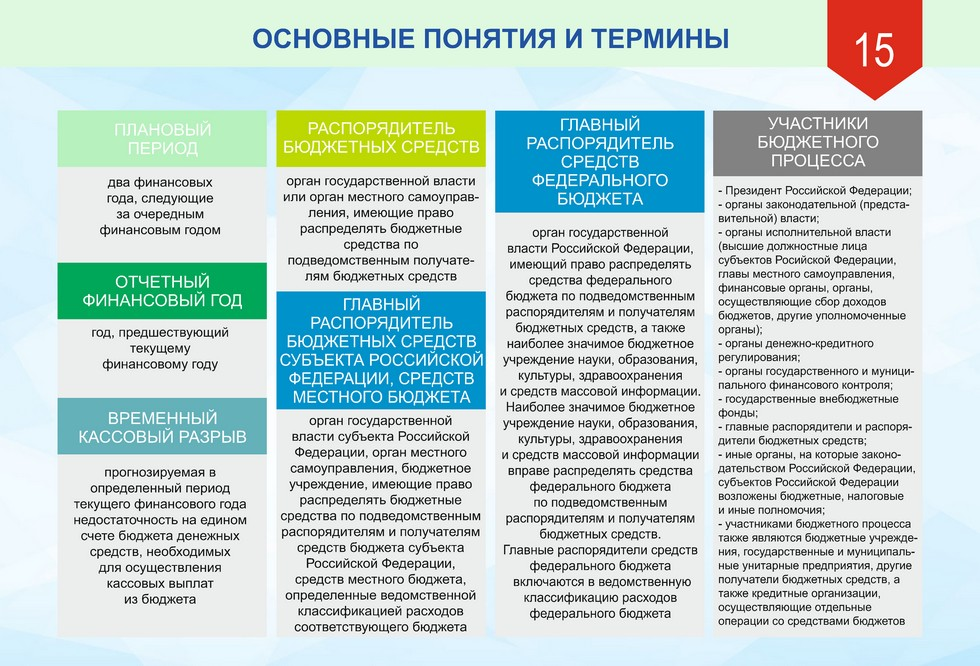 ОСНОВНЫЕ ПОНЯТИЯ И ТЕРМИНЫ
15
ПЛАНОВЫЙ
ПЕРИОД
два финансовых
года, следующие
за очередным
финансовым годом
ОТЧЕТНЫЙ
ФИНАНСОВЫЙ ГОД
год, предшествующий
текущему
финансовому году
ВРЕМЕННЫЙ
КАССОВЫЙ РАЗРЫВ
прогнозируемая в
определенный период
текущего финансового года
недостаточность на едином
счете бюджета денежных
средств, необходимых
для осуществления
кассовых выплат
из бюджета
РАСПОРЯДИТЕЛЬ
БЮДЖЕТНЫХ СРЕДСТВ
орган государственной власти
или орган местного самоуправ-
ления, имеющие право
распределять бюджетные
средства по
подведомственным получате-
лям бюджетных средств
ГЛАВНЫЙ
РАСПОРЯДИТЕЛЬ
БЮДЖЕТНЫХ СРЕДСТВ
СУБЪЕКТА РОССИЙСКОЙ
ФЕДЕРАЦИИ, СРЕДСТВ
МЕСТНОГО БЮДЖЕТА
орган государственной
власти субъекта Российской
Федерации, орган местного
самоуправления, бюджетное
учреждение, имеющие право
распределять бюджетные
средства по подведомственным
распорядителям и получателям
средств бюджета субъекта
Российской Федерации,
средств местного бюджета,
определенные ведомственной
классификацией расходов
соответствующего бюджета
ГЛАВНЫЙ
РАСПОРЯДИТЕЛЬ
СРЕДСТВ
ФЕДЕРАЛЬНОГО
БЮДЖЕТА
орган государственной
власти Российской Федерации,
имеющий право распределять
средства федерального
бюджета по подведомственным
распорядителям и получателям
бюджетных средств, а также
наиболее значимое бюджетное
учреждение науки, образования,
культуры, здравоохранения
и средств массовой информации.
Наиболее значимое бюджетное
учреждение науки, образования,
культуры, здравоохранения
и средств массовой информации
вправе распределять средства
федерального бюджета
по подведомственным
распорядителям и получателям
бюджетных средств.
Главные распорядители средств
федерального бюджета
включаются в ведомственную
классификацию расходов
федерального бюджета
УЧАСТНИКИ
БЮДЖЕТНОГО
ПРОЦЕССА
- Президент Российской Федерации;
- органы законодательной (предста-
вительной) власти;
- органы исполнительной власти
(высшие должностные лица
субъектов Росийской Федерации,
главы местного самоуправления,
финансовые органы, органы,
осуществляющие сбор доходов
бюджетов, другие уполномоченные
органы);
- органы денежно-кредитного
регулирования;
- органы государственного и муници-
пального финансового контроля;
- государственные внебюджетные
фонды;
- главные распорядители и распоря-
дители бюджетных средств;
- иные органы, на которые законо-
дательством Российской Федерации,
субъектов Российской Федерации
возложены бюджетные, налоговые
и иные полномочия;
- участниками бюджетного процесса
также являются бюджетные учрежде-
ния, государственные и муниципаль-
ные унитарные предприятия, другие
получатели бюджетных средств, а
также кредитные организации,
осуществляющие отдельные
операции со средствами бюджетов